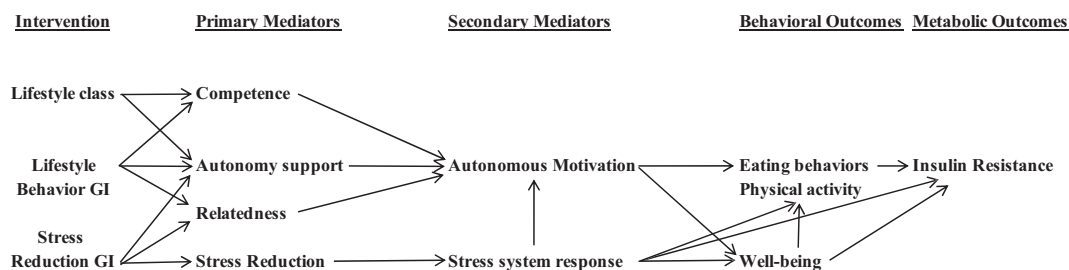 Intervention Primary Mediators Secondary Mediators Behavioral Outcomes Metabolic Outcomes
Lifestyle class Competence
Lifestyle Behavior GI Autonomy support Autonomous Motivation Eating behaviors Insulin Resistance
Physical activity
Relatedness
Stress
Reduction GI Stress Reduction Stress system response Well-being